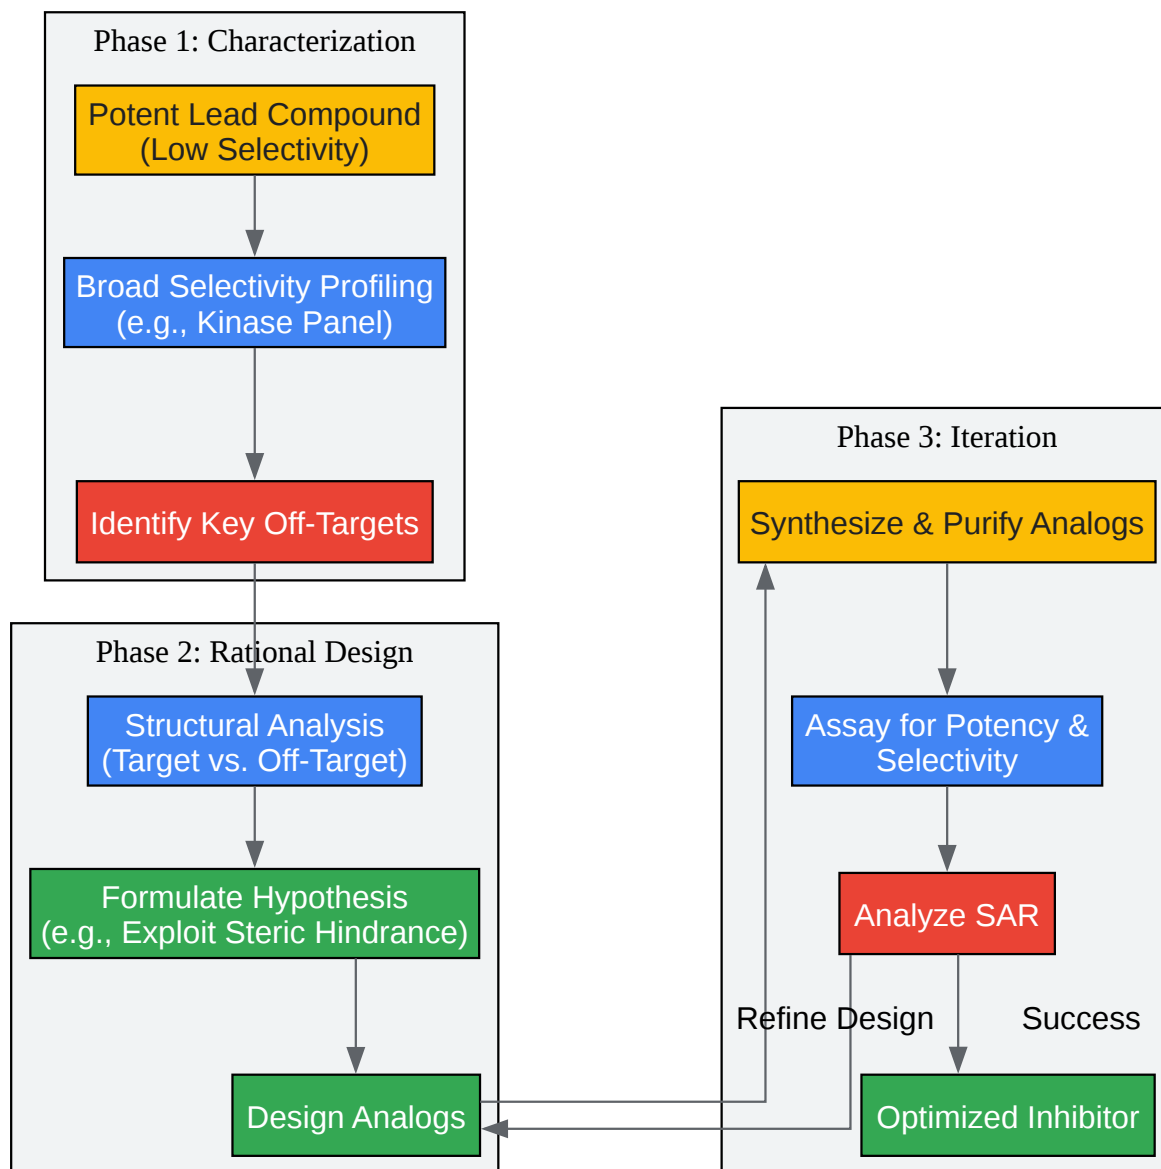 Phase 1: Characterization
Potent Lead Compound
(Low Selectivity)
Broad Selectivity Profiling
(e.g., Kinase Panel)
Identify Key Off-Targets
Phase 2: Rational Design
Structural Analysis
(Target vs. Off-Target)
Formulate Hypothesis
(e.g., Exploit Steric Hindrance)
Design Analogs
Phase 3: Iteration
Synthesize & Purify Analogs
Assay for Potency &
Selectivity
Analyze SAR
Refine Design
Success
Optimized Inhibitor